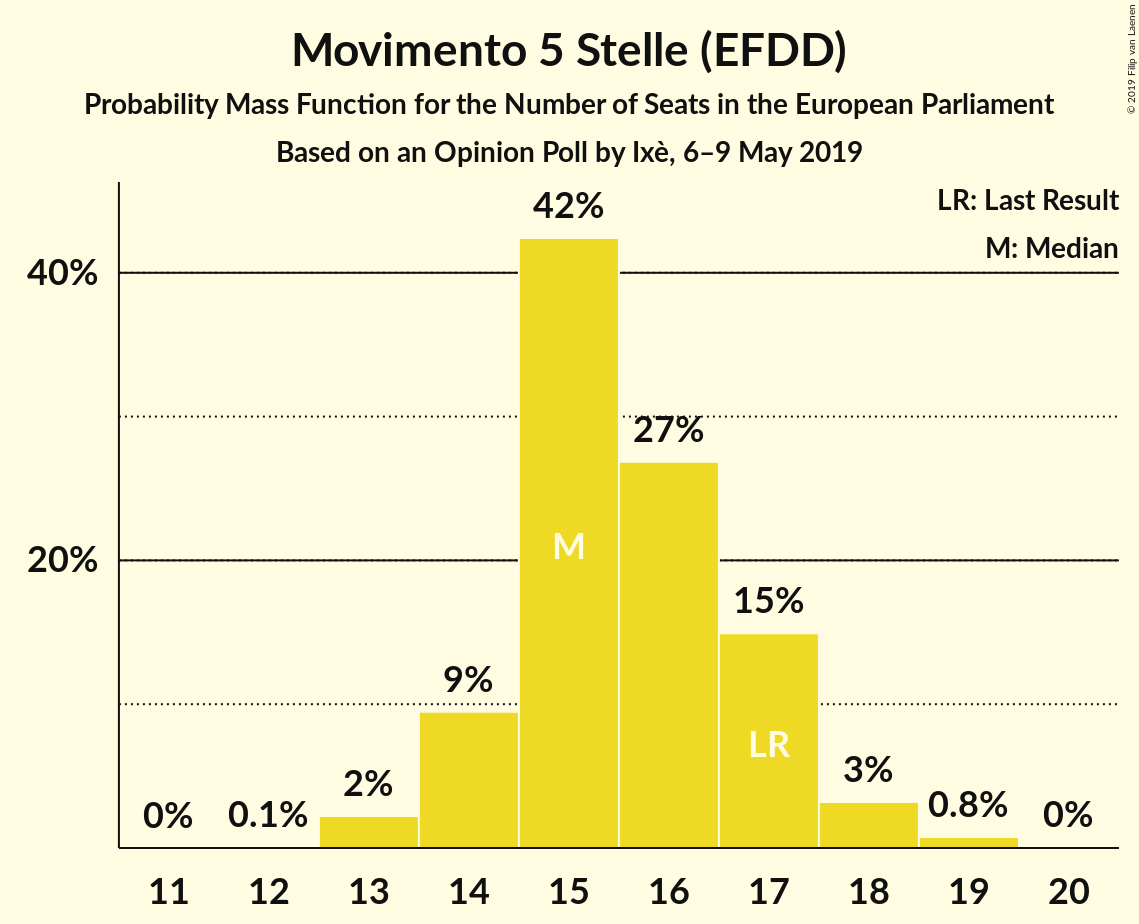 Movimento 5 Stelle (EFDD)
Probability Mass Function for the Number of Seats in the European Parliament
Based on an Opinion Poll by Ixè, 6–9 May 2019
© 2019 Filip van Laenen
LR: Last Result
M: Median
40%
20%
0%
0.1%
2%
9%
42%
M
27%
15%
LR
3%
0.8%
0%
11 12 13 14 15 16 17 18 19 20